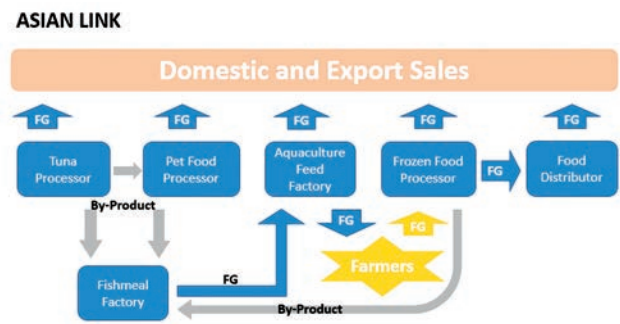 ASIAN LINK
Domestic and Export Sales
FG
FG
FG
FG
FG
Tuna
Processor
Pet Food
Processor
Aquaculture
Feed
Factory
Frozen Food
Processor
FG
Food
Distributor
By-Product
FG
FG
Farmers
Fishmeal
Factory
FG
By-Product